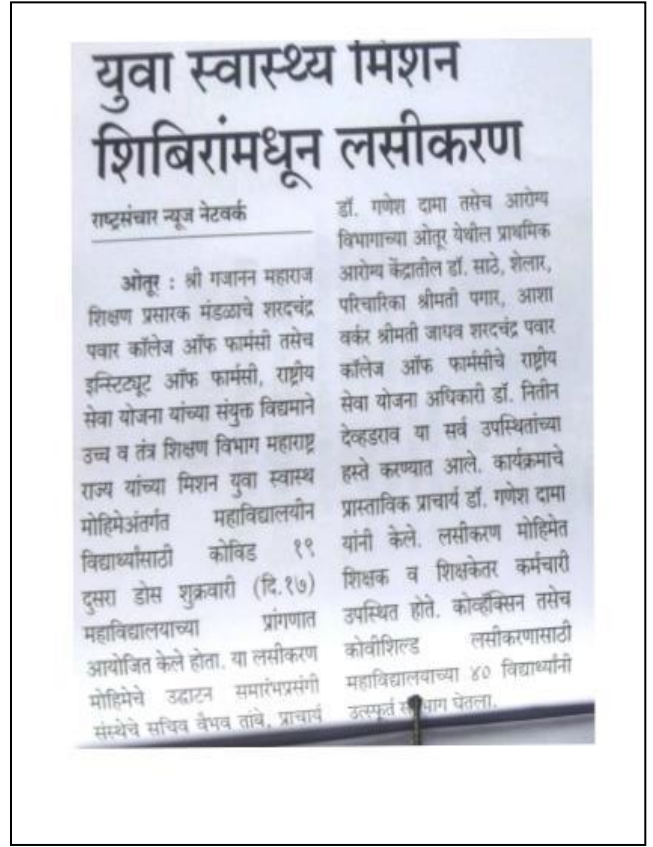 युवा स्वास्थ्य मिशन
शिबिरांमधून लसीकरण
राष्ट्रसंचार न्यूज नेटवर्क
ओतूर : श्री गजानन महाराज
शिक्षण प्रसारक मंडळाचे शरदचंद्र
पवार कॉलेज ऑफ फार्मसी तसेच
इन्स्टिट्यूट ऑफ फार्मसी, राष्ट्रीय
सेवा योजना यांच्या संयुक्त विद्यमाने
उच्च व तंत्र शिक्षण विभाग महाराष्ट्र
राज्य यांच्या मिशन युवा स्वास्थ
मोहिमेअंतर्गत महाविद्यालयीन
विद्यार्थ्यांसाठी कोविड १९
दुसरा डोस शुक्रवारी (दि.१७)
महाविद्यालयाच्या प्रांगणात
आयोजित केले होता. या लसीकरण
मोहिमेचे उद्घाटन समारंभप्रसंगी
संस्थेचे सचिव वैभव तांबे, प्राचार्य
डॉ. गणेश दामा तसेच आरोग्य
विभागाच्या ओतूर येथील प्राथमिक
आरोग्य केंद्रातील डॉ. साठे, शेलार,
परिचारिका श्रीमती पगार, आशा
वर्कर श्रीमती जाधव शरदचंद्र पवार
कॉलेज ऑफ फार्मसीचे राष्ट्रीय
सेवा योजना अधिकारी डॉ. नितीन
देव्हडराव या सर्व उपस्थितांच्या
हस्ते करण्यात आले. कार्यक्रमाचे
प्रास्ताविक प्राचार्य डॉ. गणेश दामा
यांनी केले. लसीकरण मोहिमेत
शिक्षक व शिक्षकेतर कर्मचारी
उपस्थित होते. कोव्हॅक्सिन तसेच
कोवीशिल्ड लसीकरणासाठी
महाविद्यालयाच्या ४० विद्यार्थ्यांनी
उत्स्फूर्त घेतला.